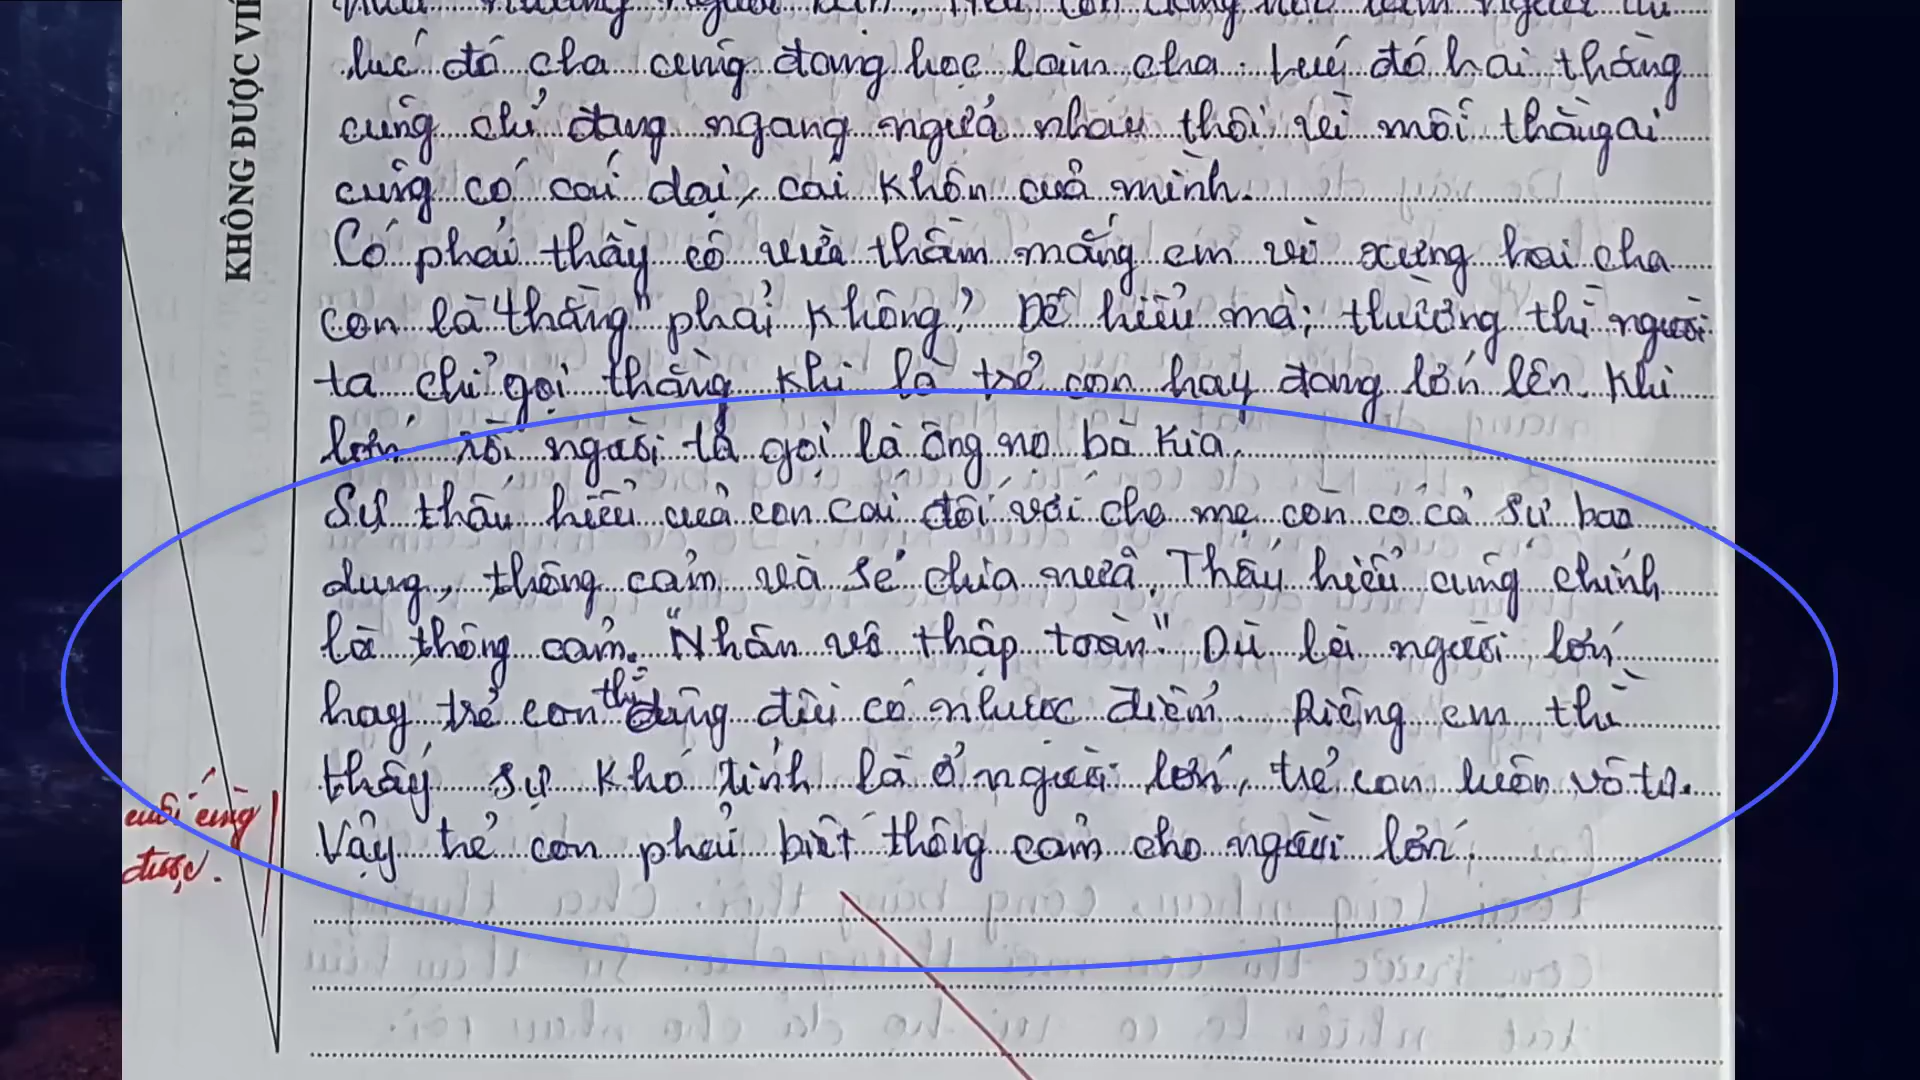 lúc đó cha cũng đang học làm cha. Lúc đó hai thằng
cũng chỉ đang ngang ngửa nhau thôi, vì mỗi thằng ai
cũng có cái dại, cái khôn của mình.
Có phải thầy cô vừa thầm mắng em vì xưng hai cha
con là "thằng" phải không? Dễ hiểu mà; thường thì người
ta chỉ gọi thằng khi là trẻ con hay đang lớn lên. Khi
lớn rồi người ta gọi là ông nọ bà kia.
Sự thấu hiểu của con cái đối với cha mẹ còn có cả sự bao
dung, thông cảm và sẻ chia nữa. Thấu hiểu cũng chính
là thông cảm. "Nhân vô thập toàn". Dù là người lớn
hay trẻ con thì cũng đều có nhược điểm. Riêng em thì
thấy sự khó tính là ở người lớn, trẻ con luôn vô tư.
Vậy trẻ con phải biết thông cảm cho người lớn.
cuối cùng
được.
KHÔNG ĐƯỢC VIẾ